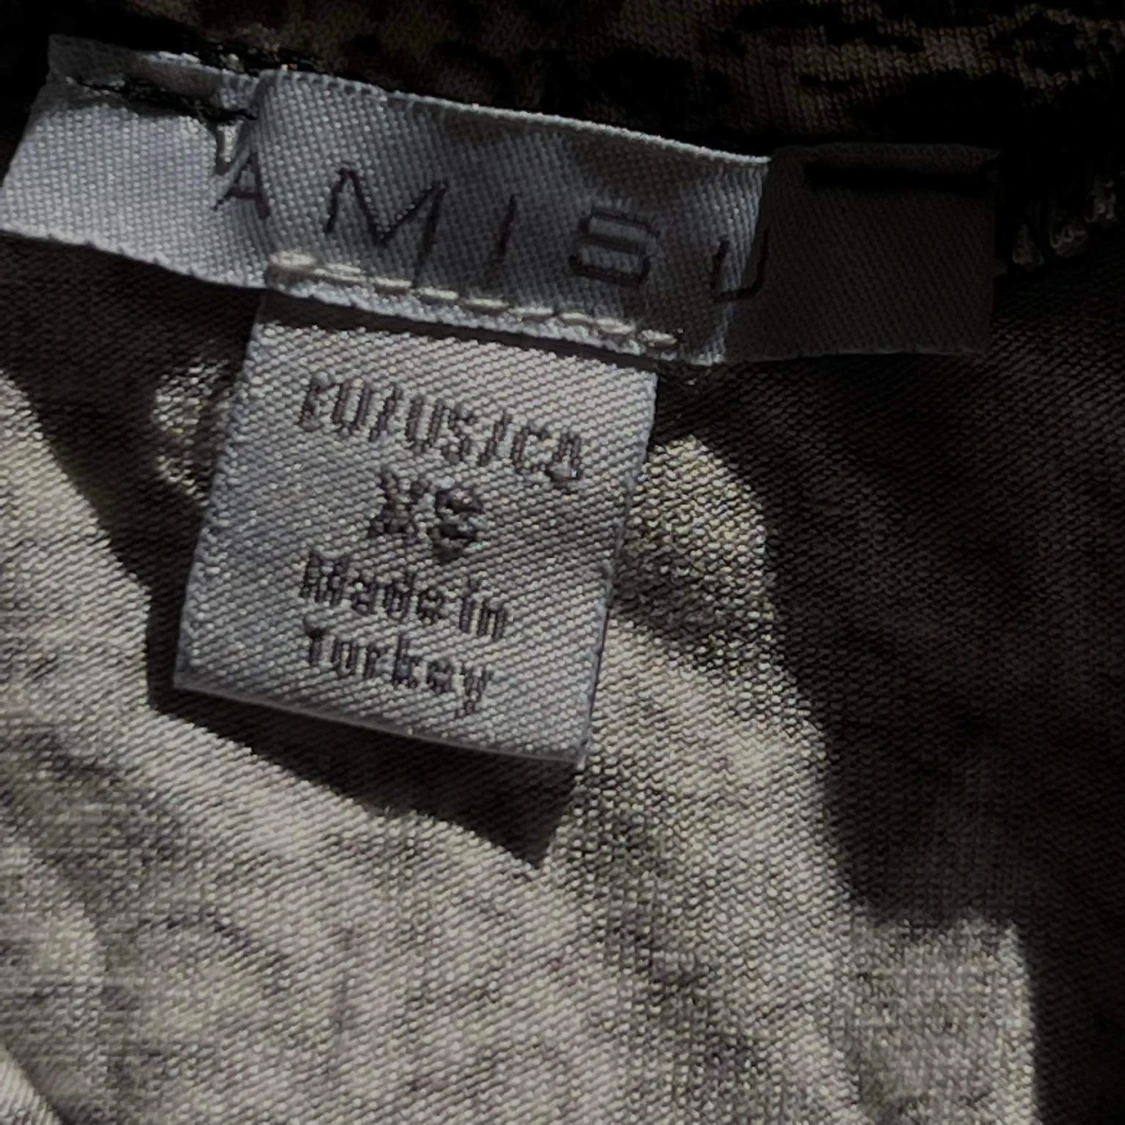 AMISU
EU/US/CA
XS
Made in
Turkey